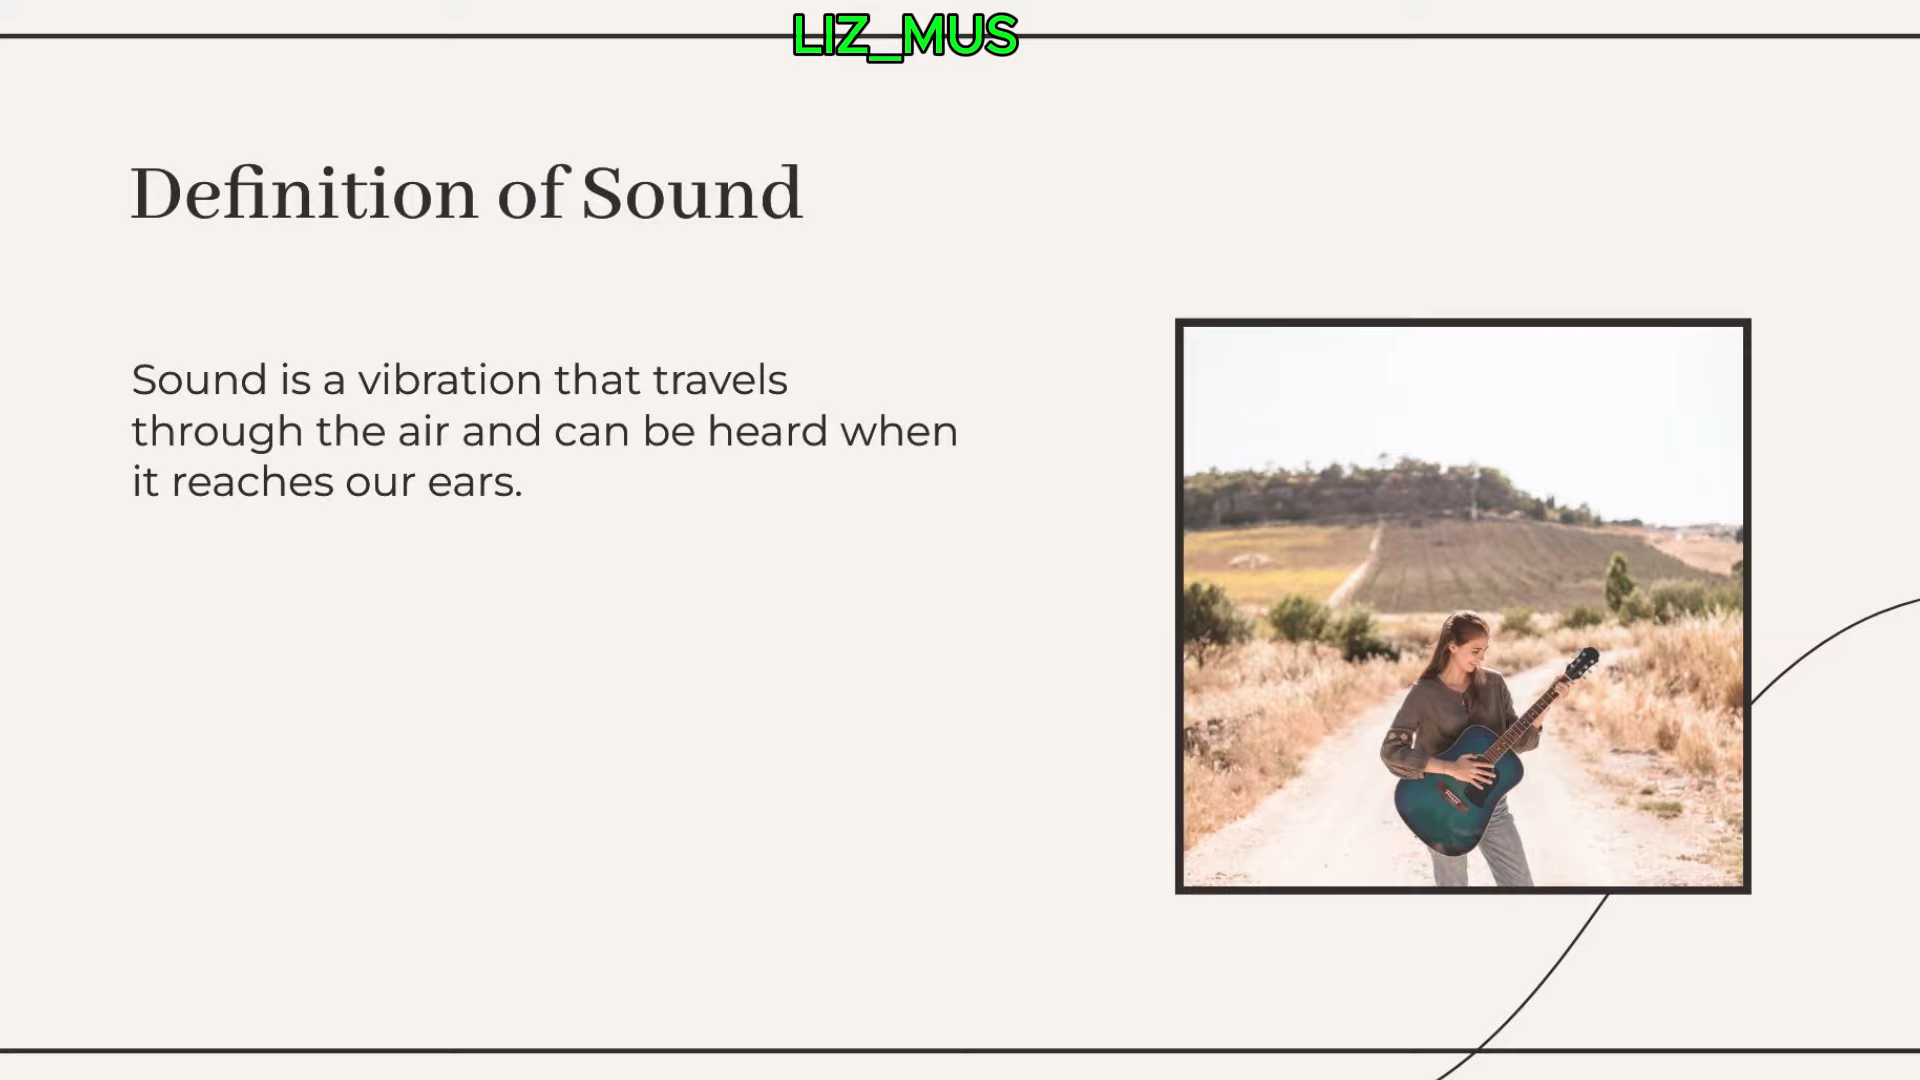 LIZ_MUS
Definition of Sound
Sound is a vibration that travels
through the air and can be heard when
it reaches our ears.